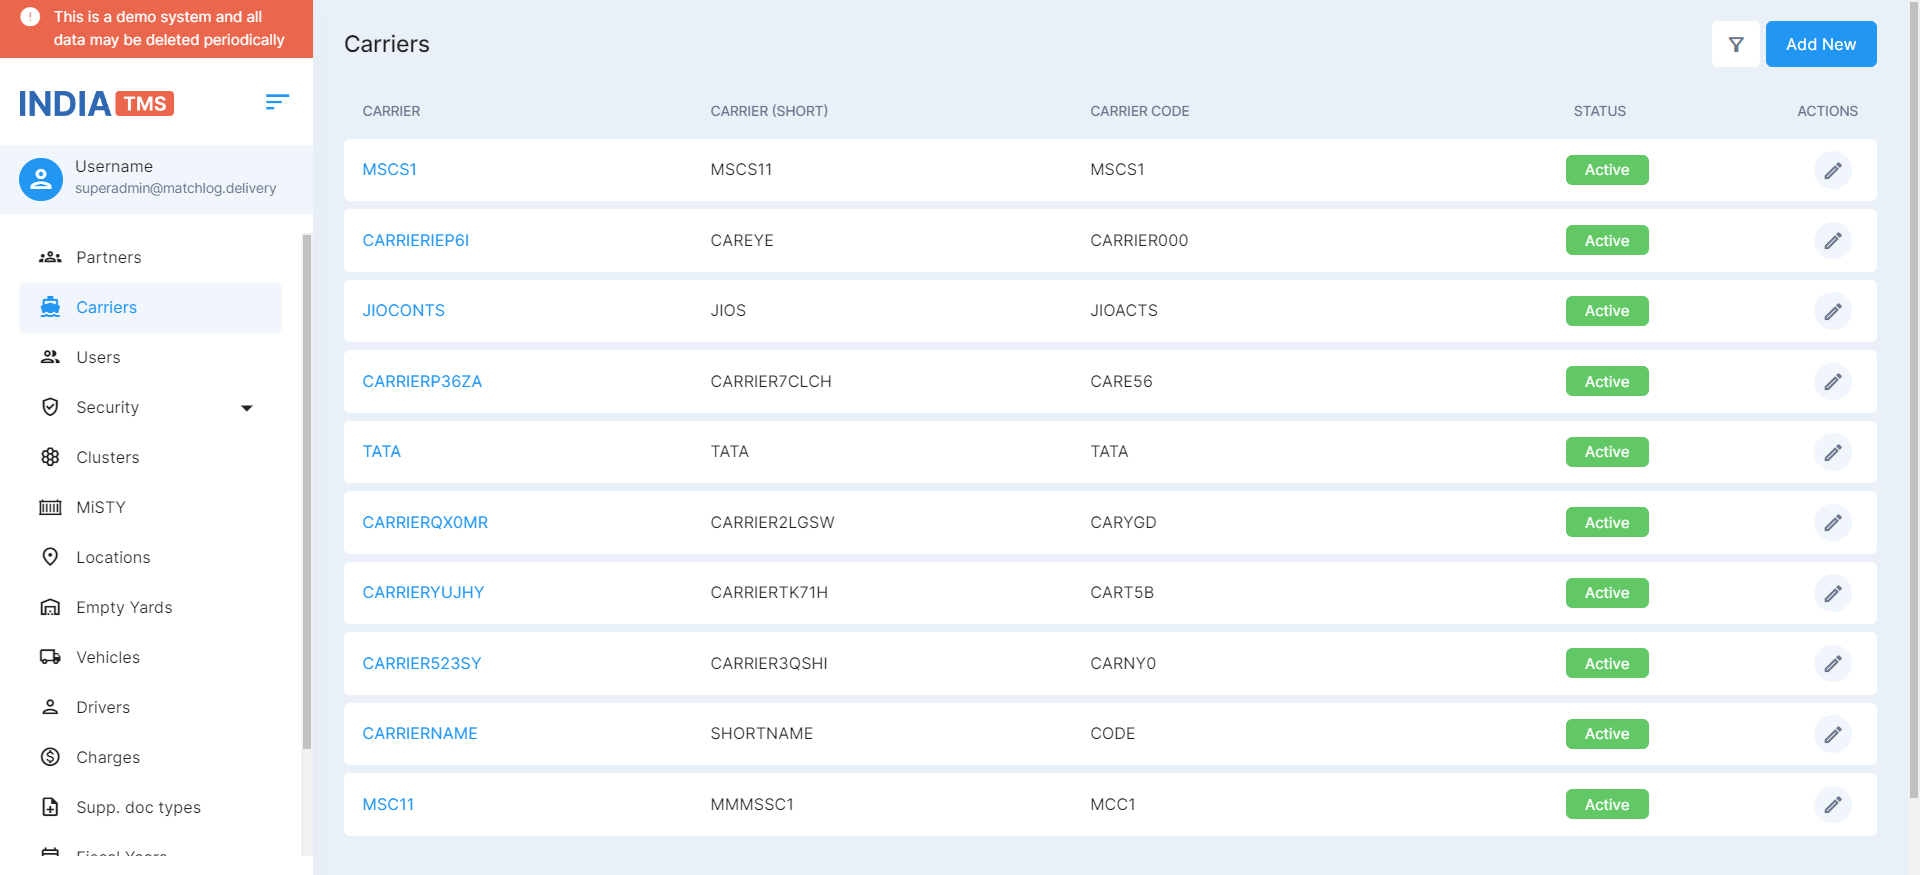 This is a demo system and all
data may be deleted periodically
INDIA TMS
Username
superadmin@matchlog.delivery
Partners
Carriers
Users
Security
Clusters
MiSTY
Locations
Empty Yards
Vehicles
Drivers
Charges
Supp. doc types
Fiscal Years
Carriers
Add New
CARRIER CARRIER (SHORT) CARRIER CODE STATUS ACTIONS
MSCS1 MSCS11 MSCS1 Active
CARRIERIEP6I CAREYE CARRIER000 Active
JIOCONTS JIOS JIOACTS Active
CARRIERP36ZA CARRIER7CLCH CARE56 Active
TATA TATA TATA Active
CARRIERQX0MR CARRIER2LGSW CARYGD Active
CARRIERYUJHY CARRIERTK71H CART5B Active
CARRIER523SY CARRIER3QSHI CARNY0 Active
CARRIERNAME SHORTNAME CODE Active
MSC11 MMMSSC1 MCC1 Active